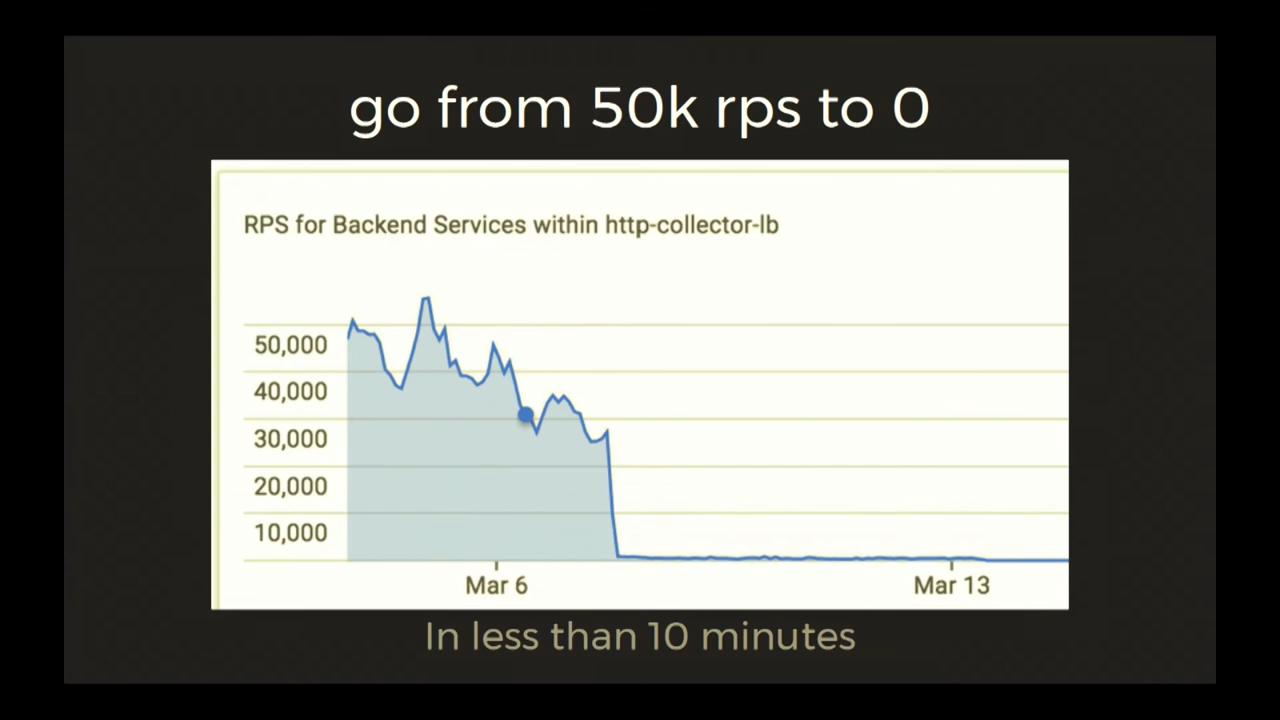 go from 50k rps to 0
RPS for Backend Services within http-collector-lb
50,000
40,000
30,000
20,000
10,000
Mar 6
Mar 13
In less than 10 minutes